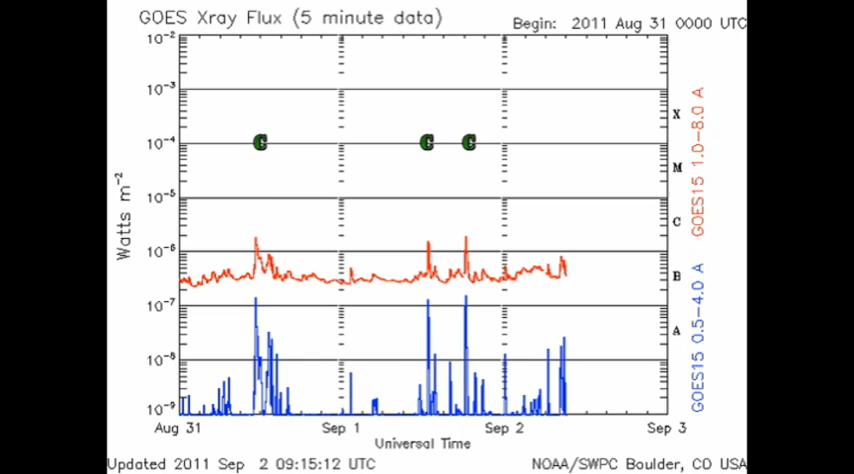 GOES Xray Flux (5 minute data)
Begin: 2011 Aug 31 0000 UTC
10-2
10-3
10-4
10-5
10-6
10-7
10-8
10-9
Watts m-2
C
C
C
X
M
C
B
A
GOES15 1.0-8.0 A
GOES15 0.5-4.0 A
Aug 31
Sep 1
Sep 2
Sep 3
Universal Time
Updated 2011 Sep 2 09:15:12 UTC
NOAA/SWPC Boulder, CO USA